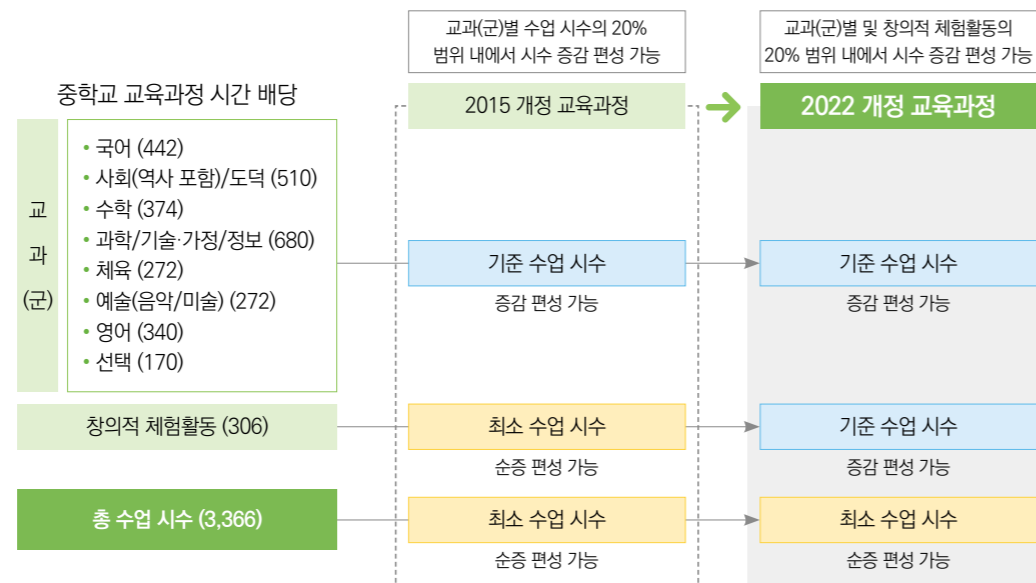 교과(군)별 수업 시수의 20%
범위 내에서 시수 증감 편성 가능
교과(군)별 및 창의적 체험활동의
20% 범위 내에서 시수 증감 편성 가능
중학교 교육과정 시간 배당
2015 개정 교육과정
2022 개정 교육과정
교
과
(군)
• 국어 (442)
• 사회(역사 포함)/도덕 (510)
• 수학 (374)
• 과학/기술·가정/정보 (680)
• 체육 (272)
• 예술(음악/미술) (272)
• 영어 (340)
• 선택 (170)
기준 수업 시수
증감 편성 가능
기준 수업 시수
증감 편성 가능
창의적 체험활동 (306)
최소 수업 시수
순증 편성 가능
기준 수업 시수
증감 편성 가능
총 수업 시수 (3,366)
최소 수업 시수
순증 편성 가능
최소 수업 시수
순증 편성 가능